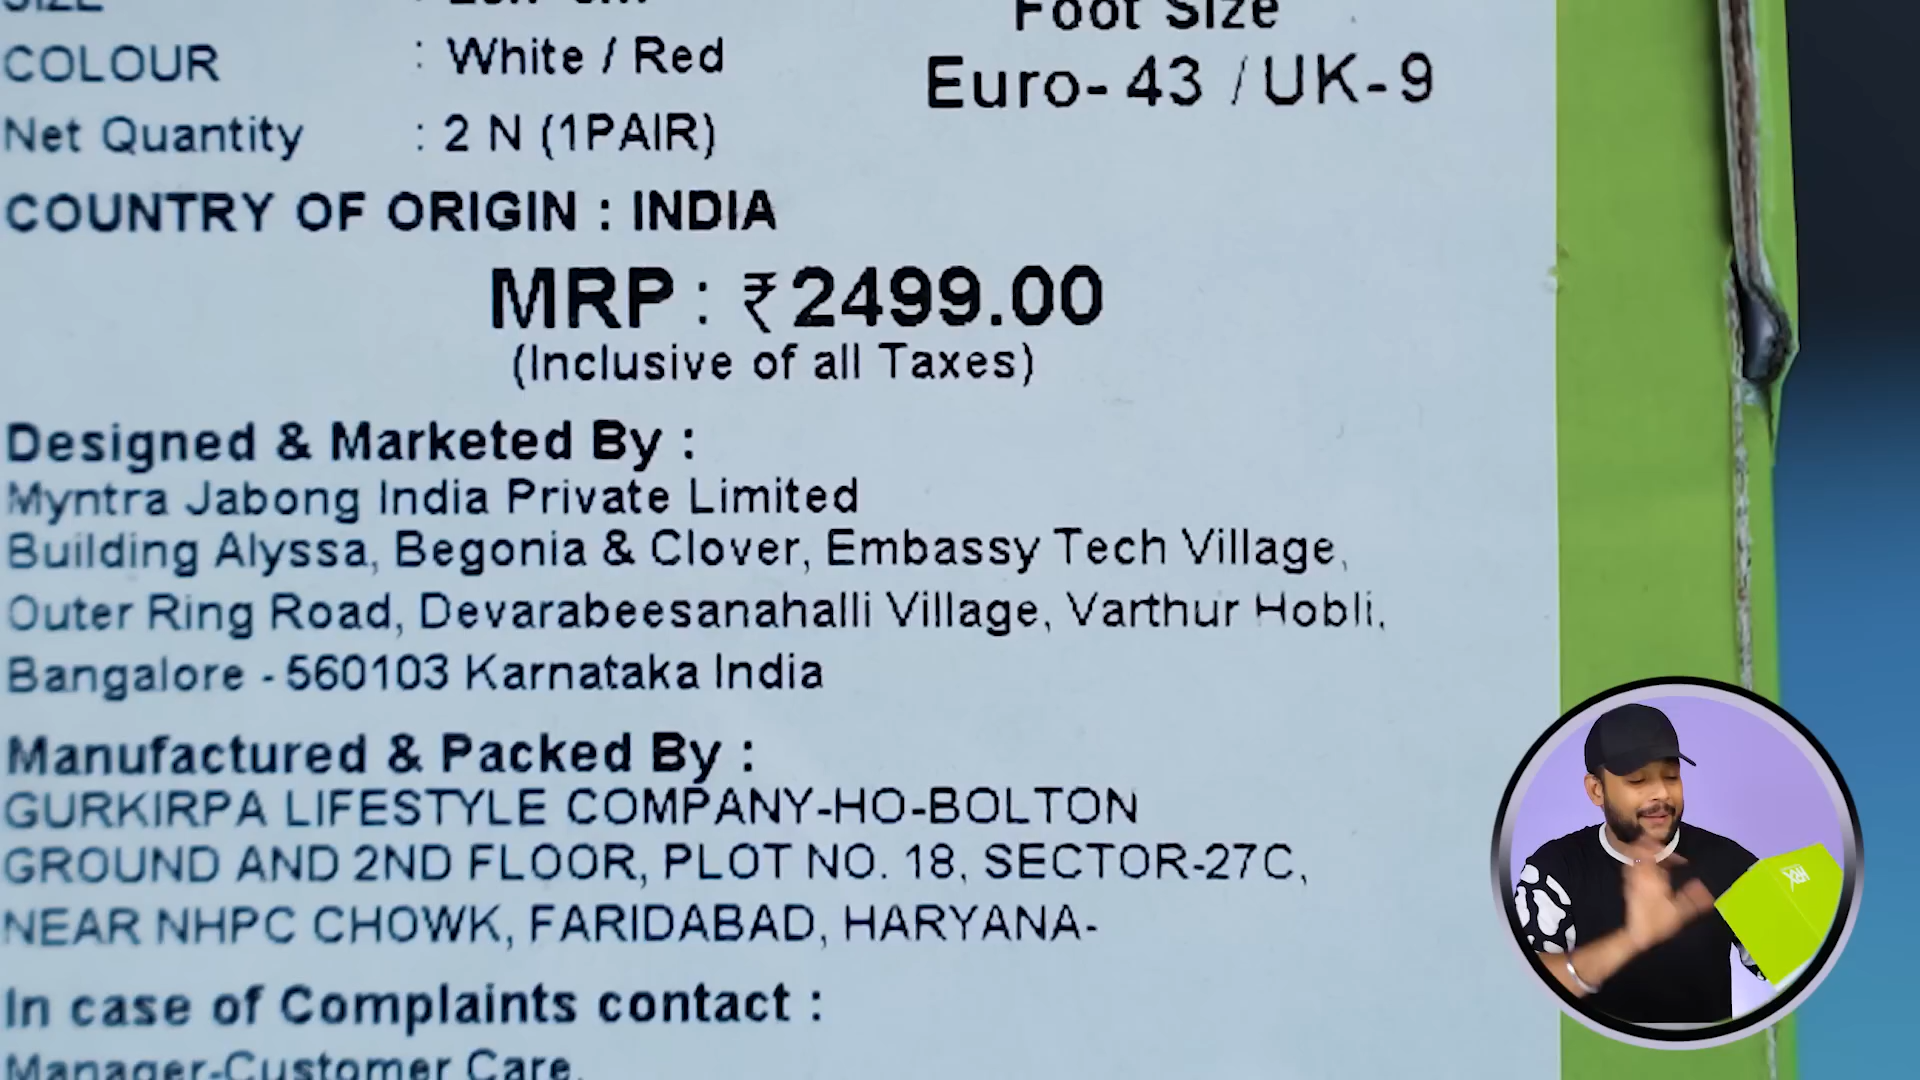 SIZE :
Foot Size
COLOUR : White / Red
Euro- 43 / UK-9
Net Quantity : 2 N (1PAIR)
COUNTRY OF ORIGIN : INDIA
MRP : ₹2499.00
(Inclusive of all Taxes)
Designed & Marketed By :
Myntra Jabong India Private Limited
Building Alyssa, Begonia & Clover, Embassy Tech Village,
Outer Ring Road, Devarabeesanahalli Village, Varthur Hobli,
Bangalore - 560103 Karnataka India
Manufactured & Packed By :
GURKIRPA LIFESTYLE COMPANY-HO-BOLTON
GROUND AND 2ND FLOOR, PLOT NO. 18, SECTOR-27C,
NEAR NHPC CHOWK, FARIDABAD, HARYANA-
In case of Complaints contact :
Manager-Customer Care,
HRX